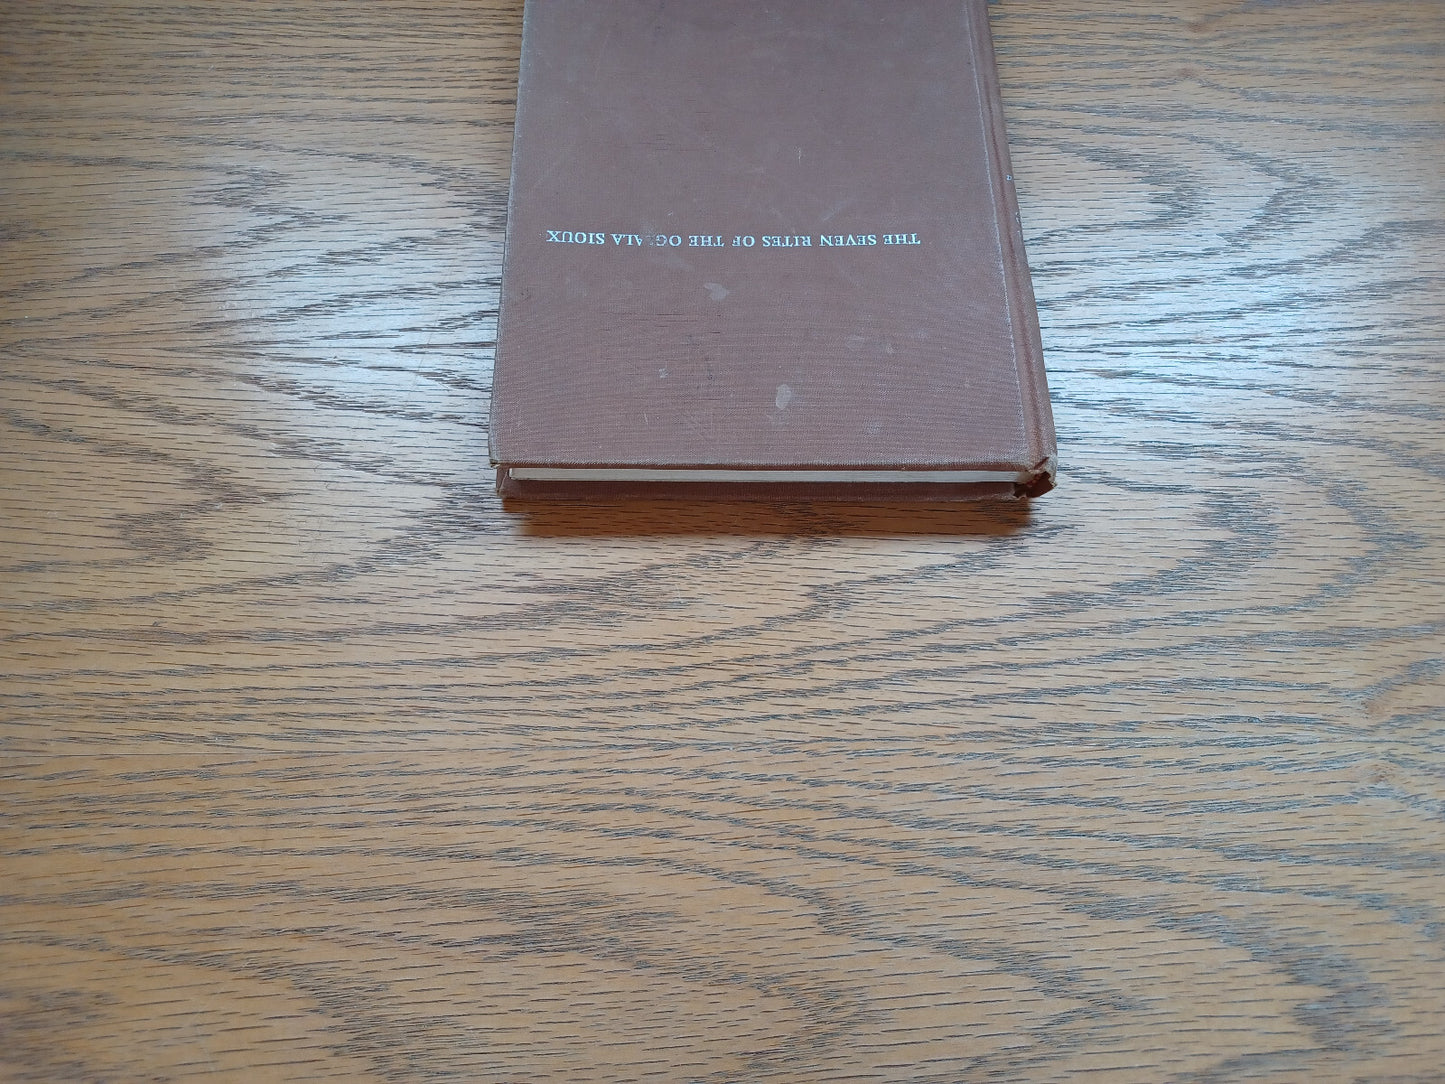 THE SEVEN RITES OF THE OGLALA SIOUX